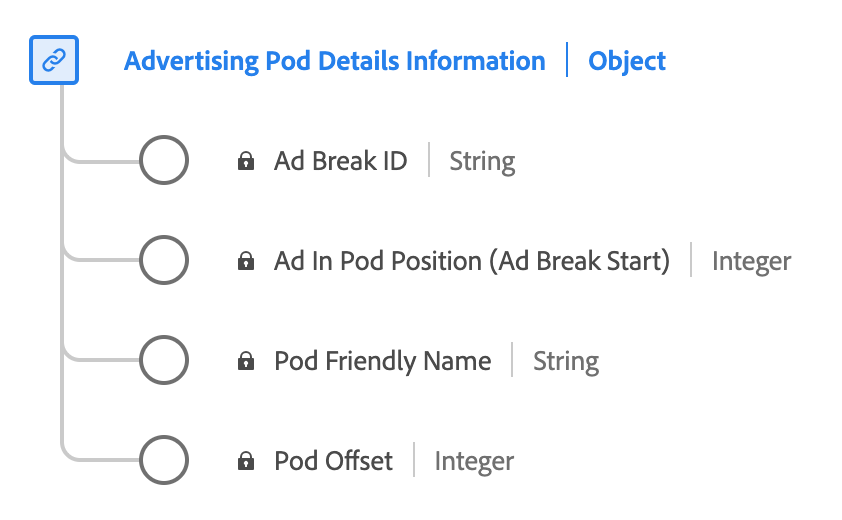 Advertising Pod Details Information | Object
Ad Break ID | String
Ad In Pod Position (Ad Break Start) | Integer
Pod Friendly Name | String
Pod Offset | Integer